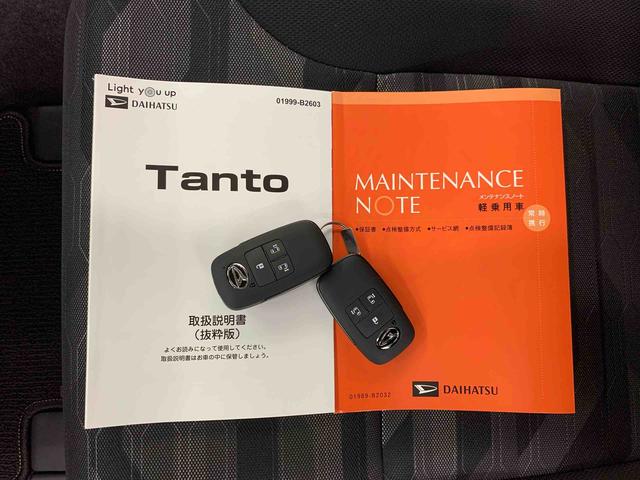 Light you up
DAIHATSU
01999-B2603
Tanto
取扱説明書
(抜粋版)
よくお読みになって使用してください。
取扱説明書はお車の中に保管しましょう。
MAINTENANCE
NOTE
メンテナンスノート
軽乗用車
常時
携行
●保証書 ●点検整備方式 ●サービス網 ●点検整備記録簿
01989-B2032
DAIHATSU